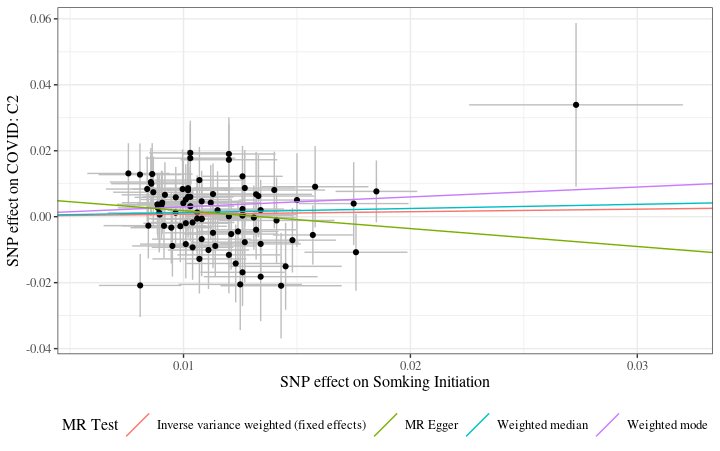 0.06
0.04
0.02
0.00
-0.02
-0.04
SNP effect on COVID: C2
0.01 0.02 0.03
SNP effect on Somking Initiation
MR Test Inverse variance weighted (fixed effects) MR Egger Weighted median Weighted mode